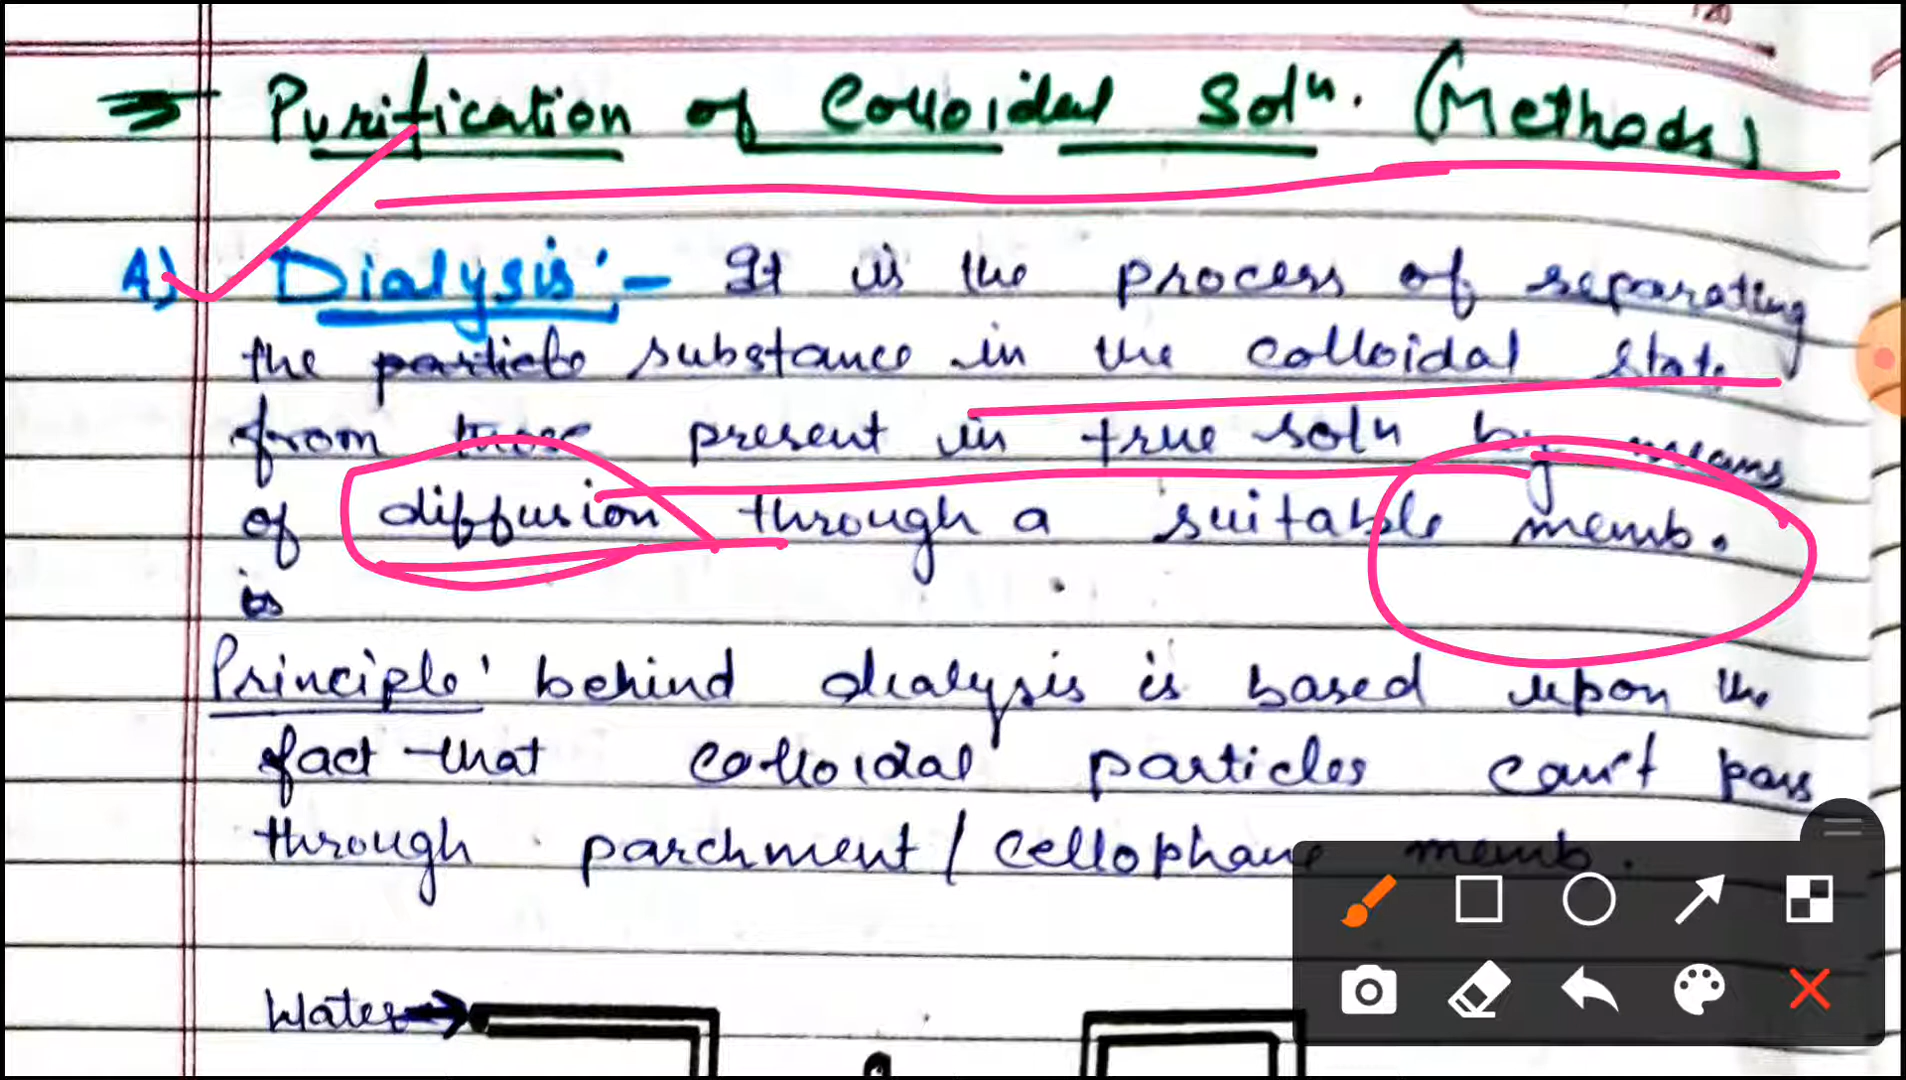 ⇒ Purification of Colloidal Solⁿ. (Methods)
A) Dialysis :- It is the process of separating
the particle substance in the colloidal state
from those present in true solⁿ by means
of diffusion through a suitable memb.
is
Principle' behind dialysis is based upon the
fact that colloidal particles can't pass
through parchment / cellophane memb.
Water →